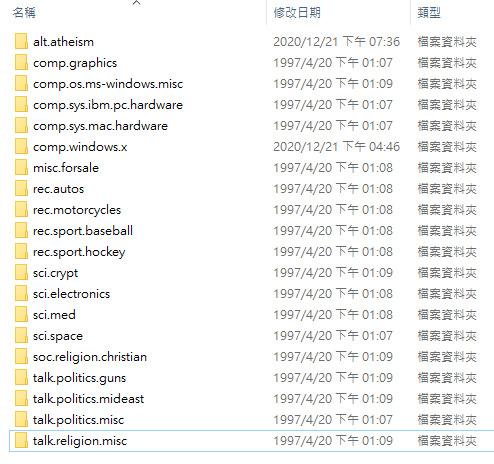 名稱 修改日期 類型
alt.atheism 2020/12/21 下午 07:36 檔案資料夾
comp.graphics 1997/4/20 下午 01:07 檔案資料夾
comp.os.ms-windows.misc 1997/4/20 下午 01:09 檔案資料夾
comp.sys.ibm.pc.hardware 1997/4/20 下午 01:07 檔案資料夾
comp.sys.mac.hardware 1997/4/20 下午 01:07 檔案資料夾
comp.windows.x 2020/12/21 下午 04:46 檔案資料夾
misc.forsale 1997/4/20 下午 01:08 檔案資料夾
rec.autos 1997/4/20 下午 01:08 檔案資料夾
rec.motorcycles 1997/4/20 下午 01:08 檔案資料夾
rec.sport.baseball 1997/4/20 下午 01:08 檔案資料夾
rec.sport.hockey 1997/4/20 下午 01:08 檔案資料夾
sci.crypt 1997/4/20 下午 01:09 檔案資料夾
sci.electronics 1997/4/20 下午 01:08 檔案資料夾
sci.med 1997/4/20 下午 01:08 檔案資料夾
sci.space 1997/4/20 下午 01:07 檔案資料夾
soc.religion.christian 1997/4/20 下午 01:09 檔案資料夾
talk.politics.guns 1997/4/20 下午 01:09 檔案資料夾
talk.politics.mideast 1997/4/20 下午 01:09 檔案資料夾
talk.politics.misc 1997/4/20 下午 01:07 檔案資料夾
talk.religion.misc 1997/4/20 下午 01:09 檔案資料夾